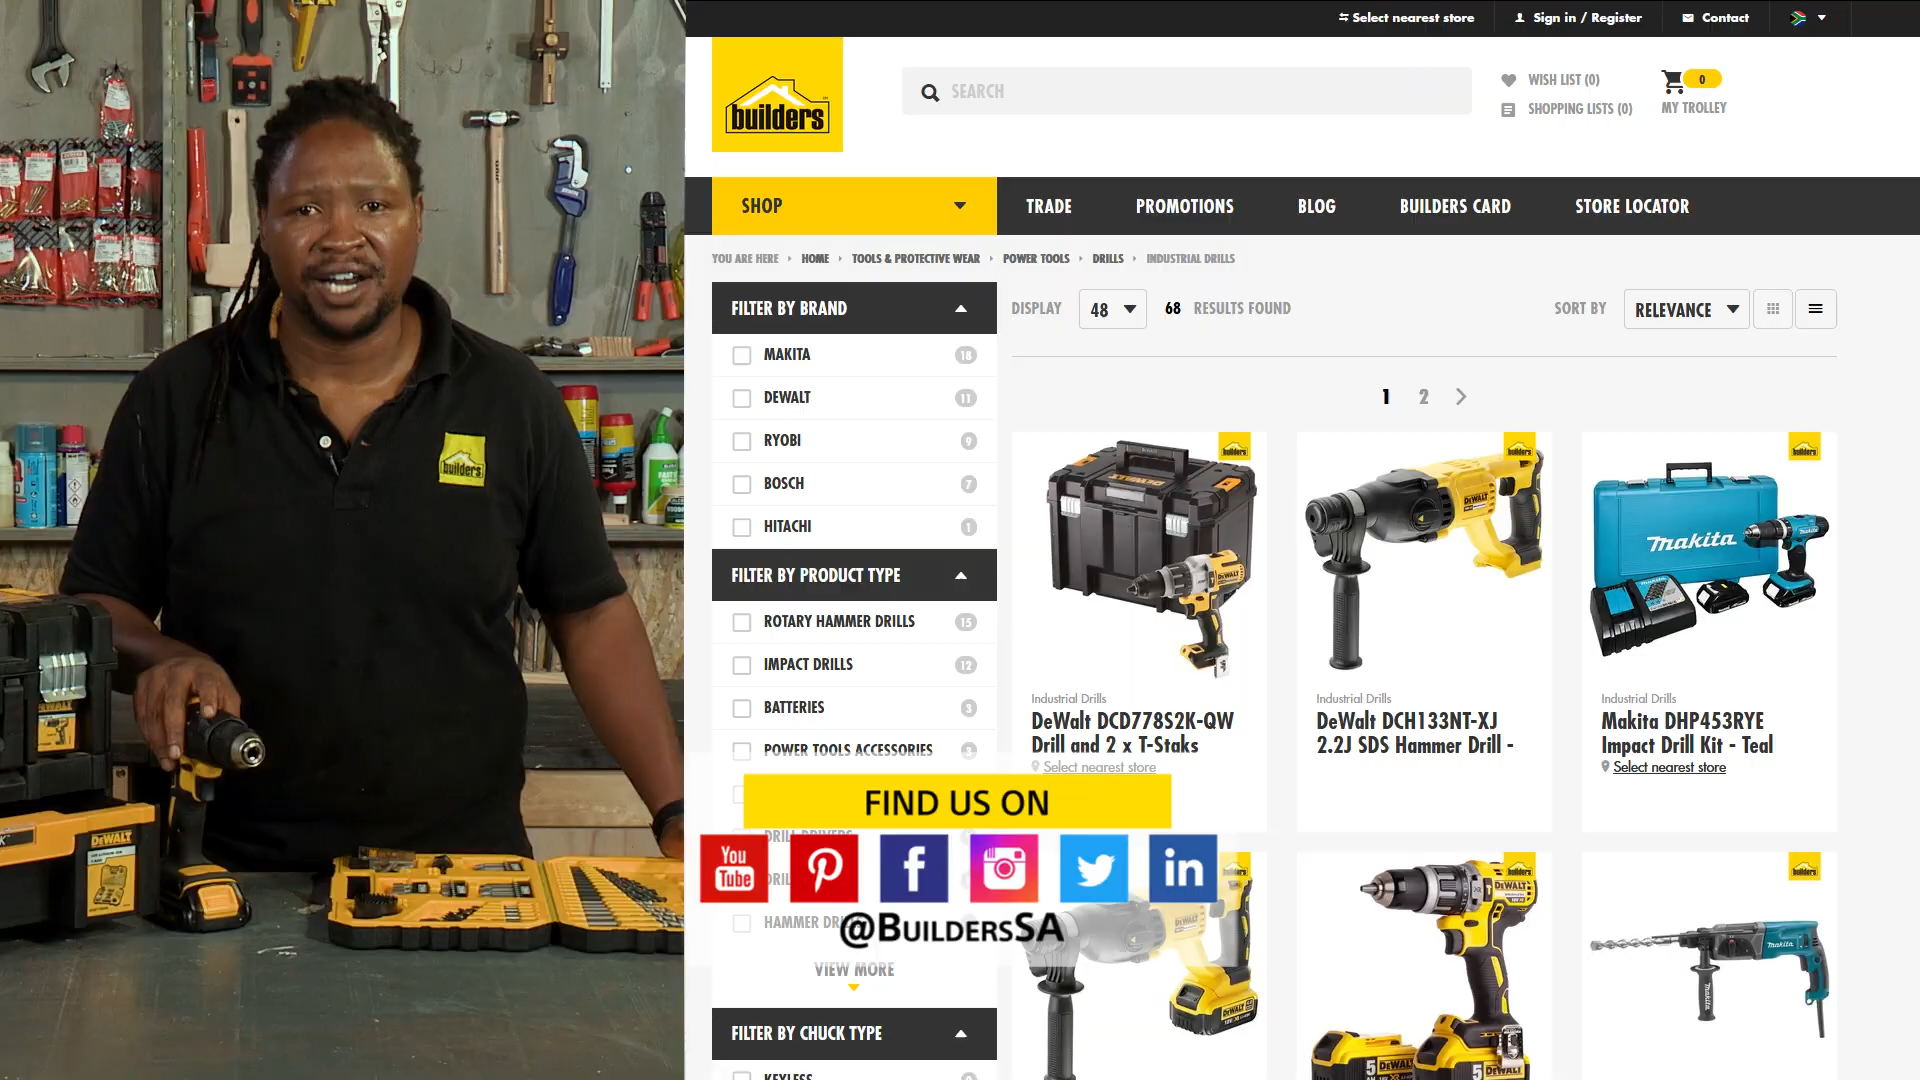 Select nearest store
Sign in / Register
Contact
builders
SEARCH
WISH LIST (0)
SHOPPING LISTS (0)
0
MY TROLLEY
SHOP
TRADE
PROMOTIONS
BLOG
BUILDERS CARD
STORE LOCATOR
YOU ARE HERE
HOME
TOOLS & PROTECTIVE WEAR
POWER TOOLS
DRILLS
INDUSTRIAL DRILLS
FILTER BY BRAND
MAKITA 18
DEWALT 11
RYOBI 9
BOSCH 7
HITACHI 1
FILTER BY PRODUCT TYPE
ROTARY HAMMER DRILLS 15
IMPACT DRILLS 12
BATTERIES 3
POWER TOOLS ACCESSORIES 3
DRILL DRIVERS
HAMMER DRI
VIEW MORE
FILTER BY CHUCK TYPE
KEYLESS
DISPLAY 48 68 RESULTS FOUND
SORT BY RELEVANCE
1 2
Industrial Drills
DeWalt DCD778S2K-QW
Drill and 2 x T-Staks
Select nearest store
Industrial Drills
DeWalt DCH133NT-XJ
2.2J SDS Hammer Drill -
Industrial Drills
Makita DHP453RYE
Impact Drill Kit - Teal
Select nearest store
FIND US ON
You
Tube
@BUILDERSSA
builders
DEWALT
makita